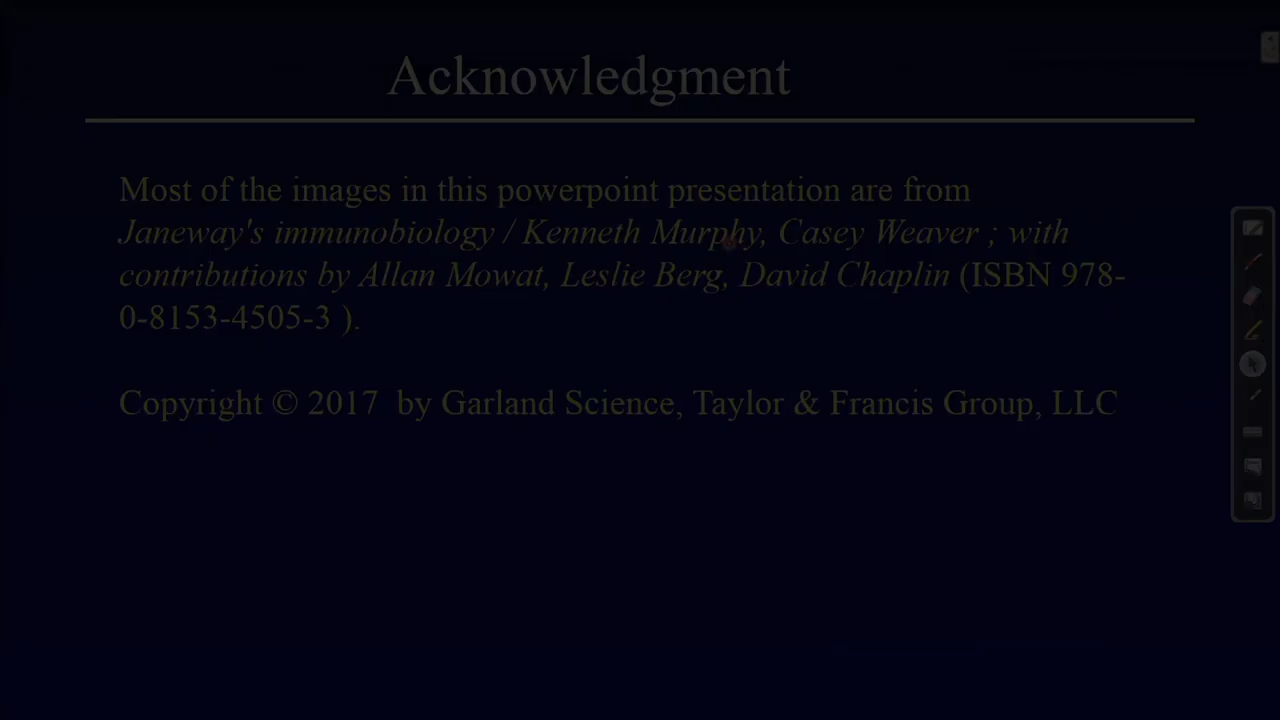 Acknowledgment
Most of the images in this powerpoint presentation are from
Janeway's immunobiology / Kenneth Murphy, Casey Weaver ; with
contributions by Allan Mowat, Leslie Berg, David Chaplin (ISBN 978-
0-8153-4505-3 ).
Copyright © 2017  by Garland Science, Taylor & Francis Group, LLC